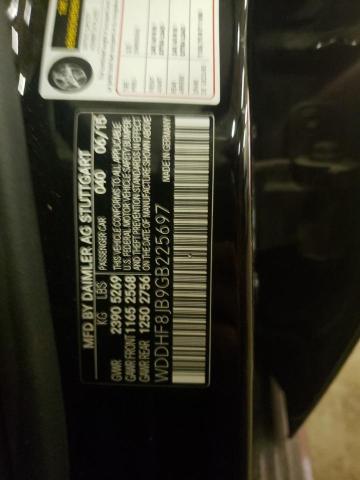 MFD BY DAIMLER AG STUTTGART
PASSENGER CAR 040 06/15
KG LBS
GVWR 2390 5269
GAWR FRONT 1165 2568
GAWR REAR 1250 2756
THIS VEHICLE CONFORMS TO ALL APPLICABLE
U.S. FEDERAL MOTOR VEHICLE SAFETY/BUMPER
AND THEFT PREVENTION STANDARDS IN EFFECT
ON THE DATE OF MANUFACTURE SHOWN ABOVE
WDDHF8JB9GB225697
MADE IN GERMANY